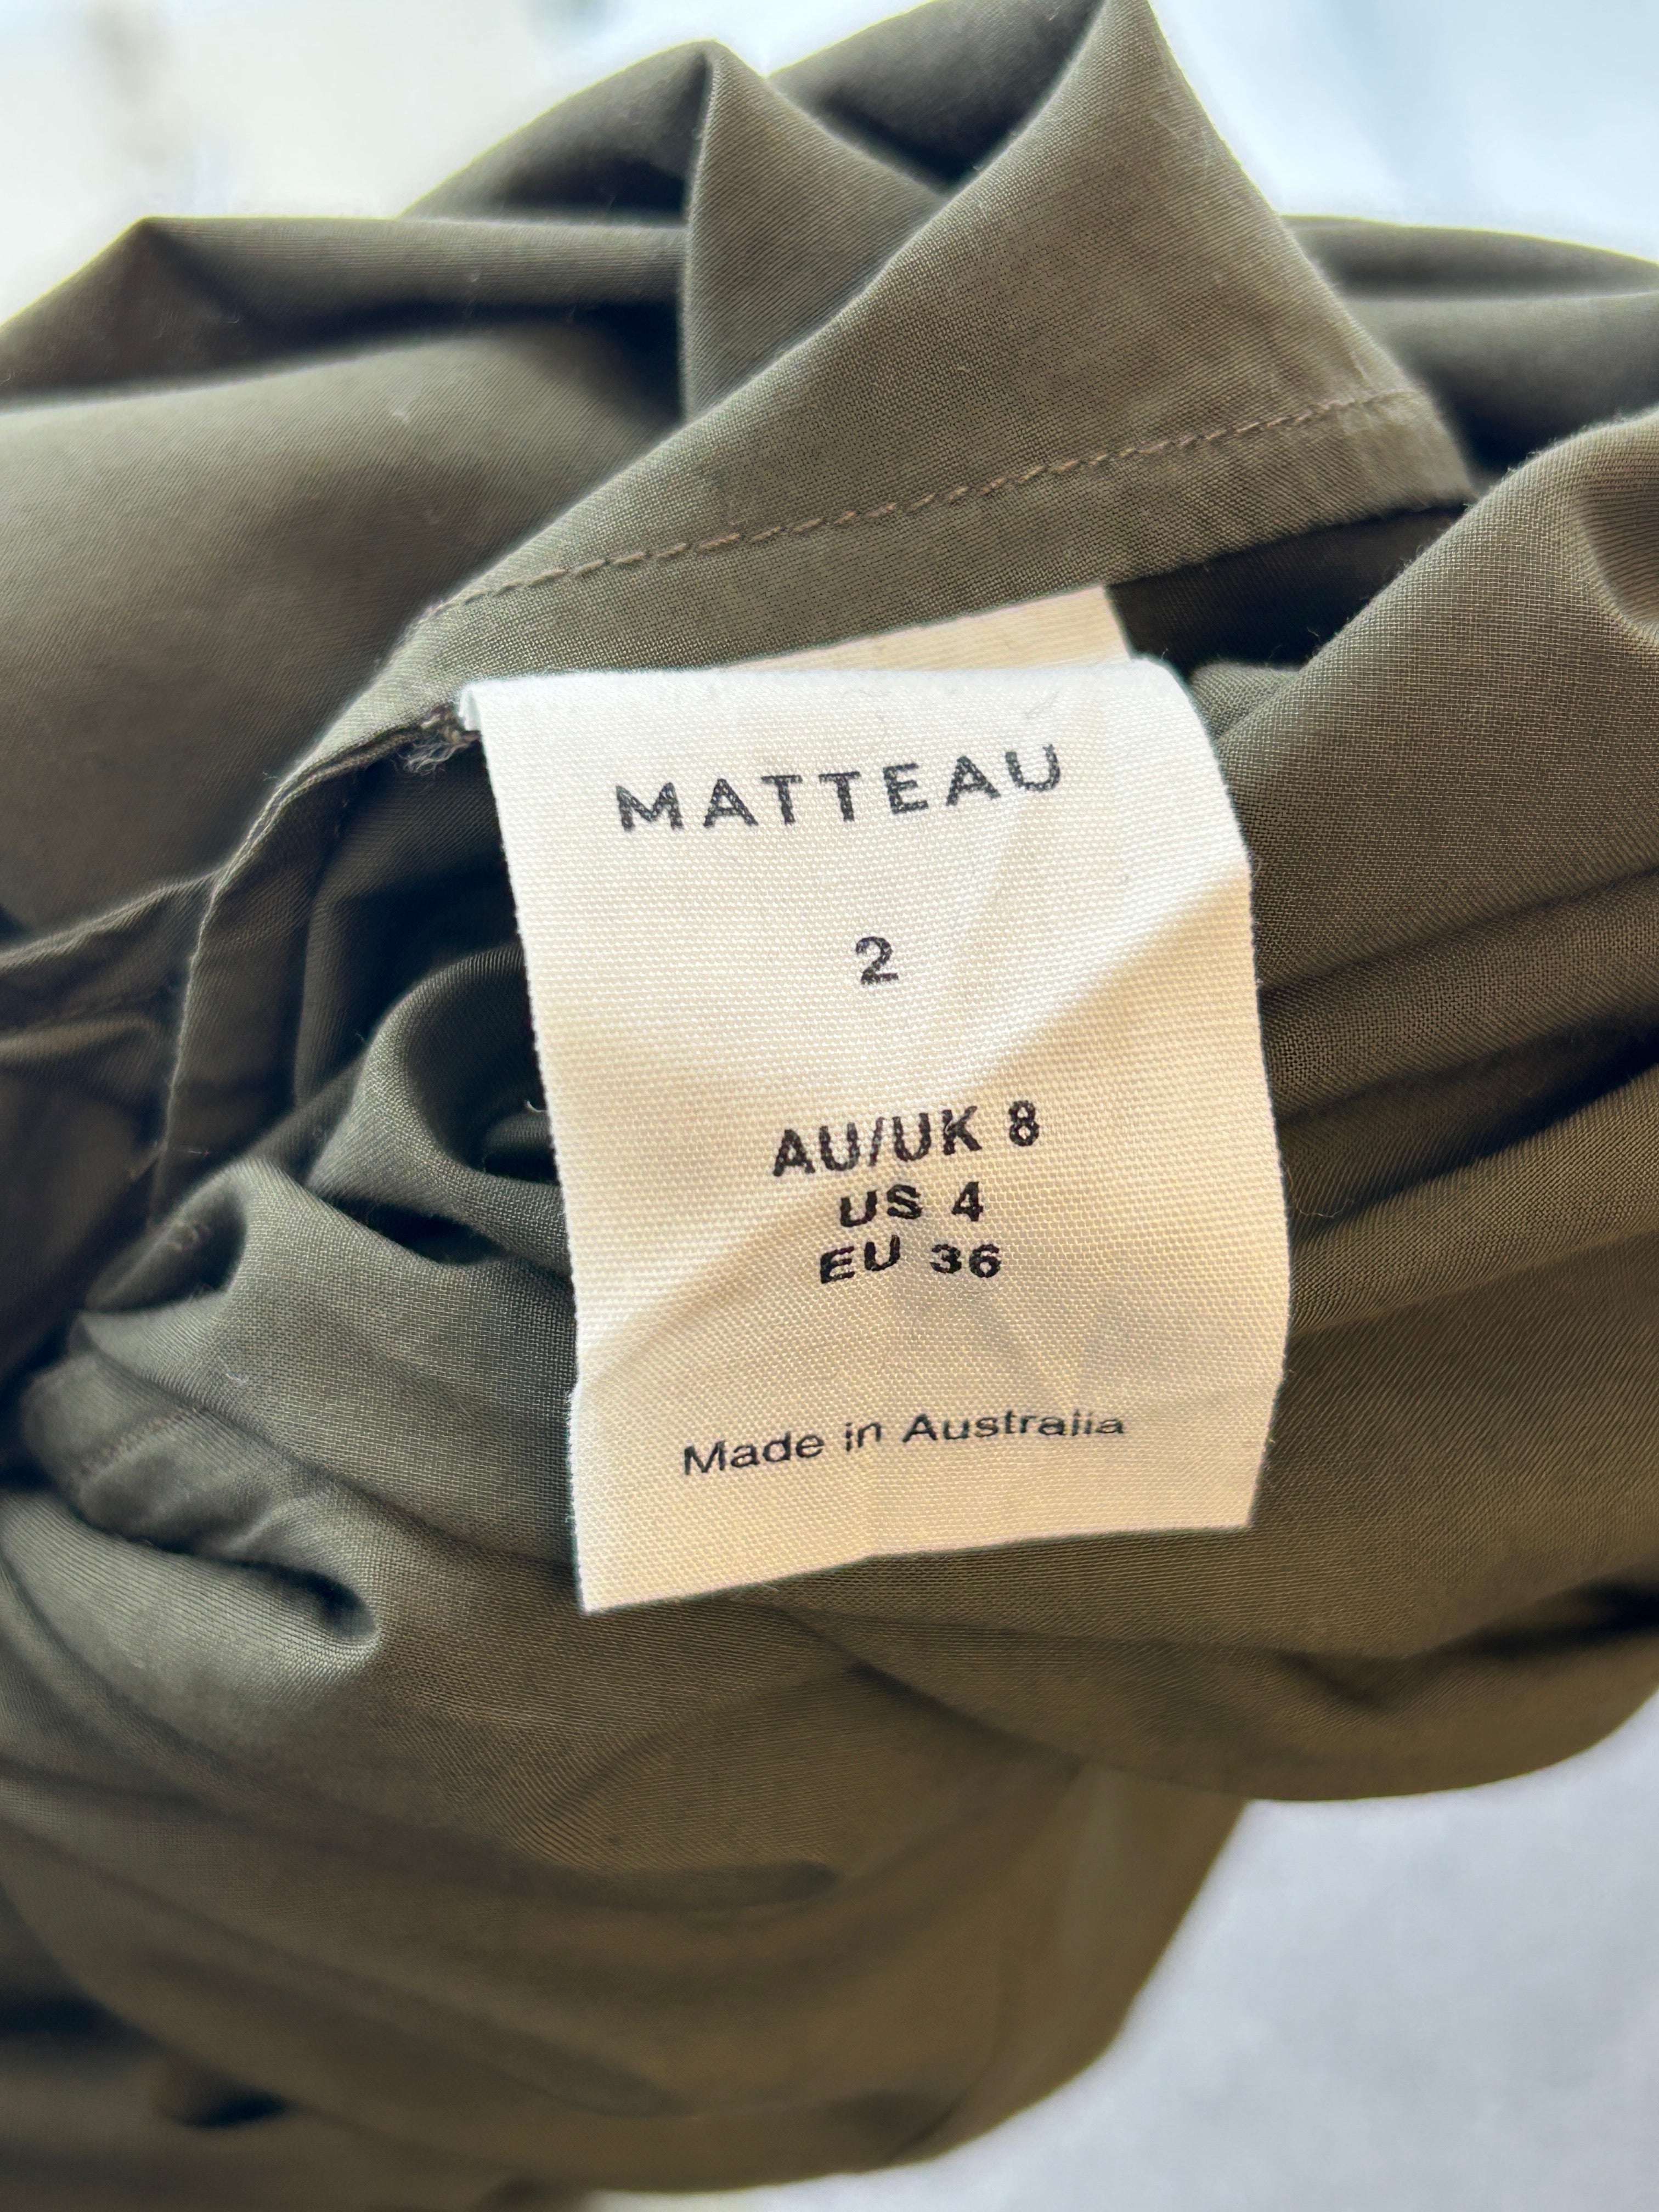 MATTEAU
2
AU/UK 8
US 4
EU 36
Made in Australia